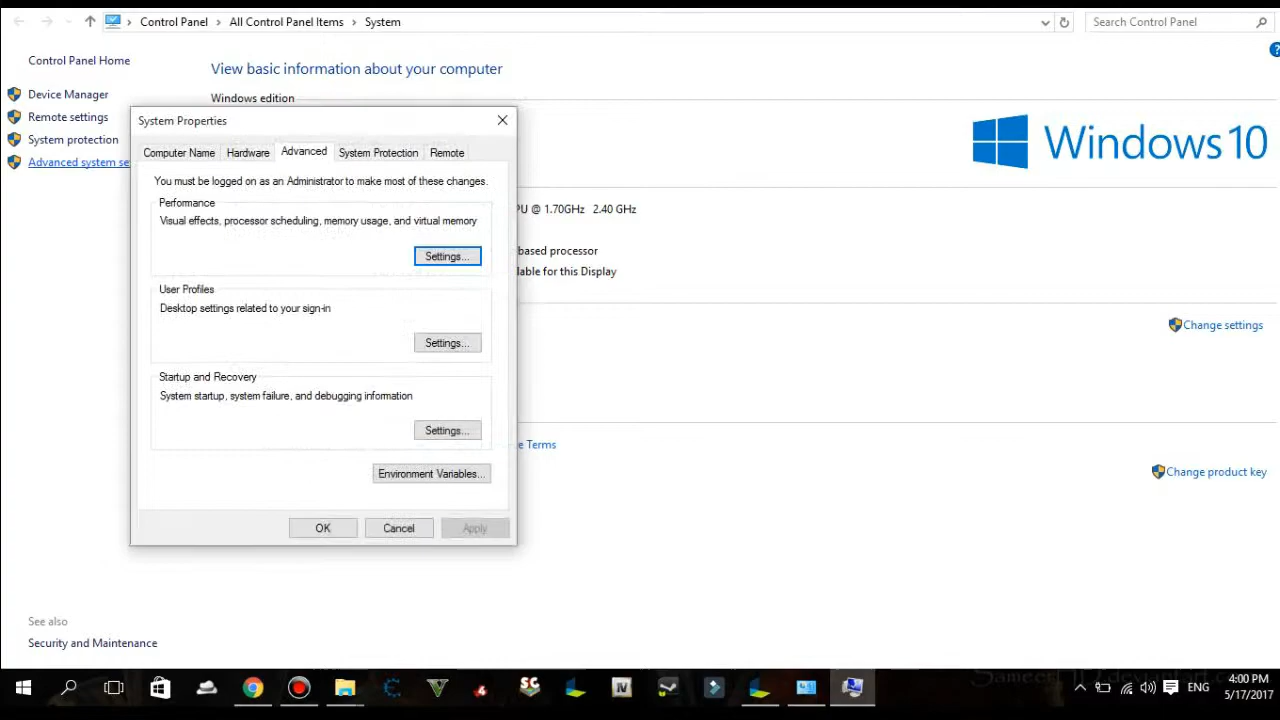 Control Panel > All Control Panel Items > System
Search Control Panel
Control Panel Home
Device Manager
Remote settings
System protection
Advanced system se
View basic information about your computer
Windows edition
Windows 10
PU @ 1.70GHz 2.40 GHz
based processor
lable for this Display
Change settings
e Terms
Change product key
System Properties
Computer Name
Hardware
Advanced
System Protection
Remote
You must be logged on as an Administrator to make most of these changes.
Performance
Visual effects, processor scheduling, memory usage, and virtual memory
Settings...
User Profiles
Desktop settings related to your sign-in
Settings...
Startup and Recovery
System startup, system failure, and debugging information
Settings...
Environment Variables...
OK
Cancel
Apply
See also
Security and Maintenance
ENG
4:00 PM
5/17/2017